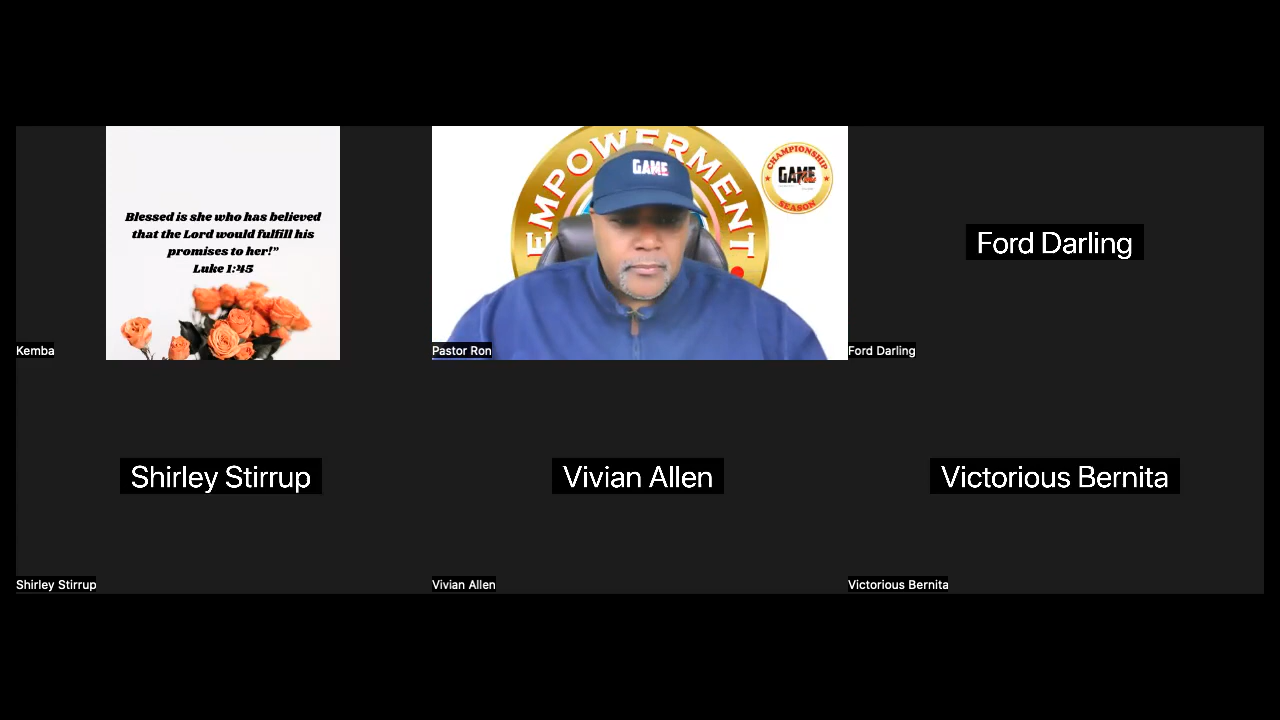 Blessed is she who has believed
that the Lord would fulfill his
promises to her!”
Luke 1:45
Kemba
EMPOWERMENT
GAME
CHAMPIONSHIP
GAME
SEASON
Pastor Ron
Ford Darling
Ford Darling
Shirley Stirrup
Shirley Stirrup
Vivian Allen
Vivian Allen
Victorious Bernita
Victorious Bernita